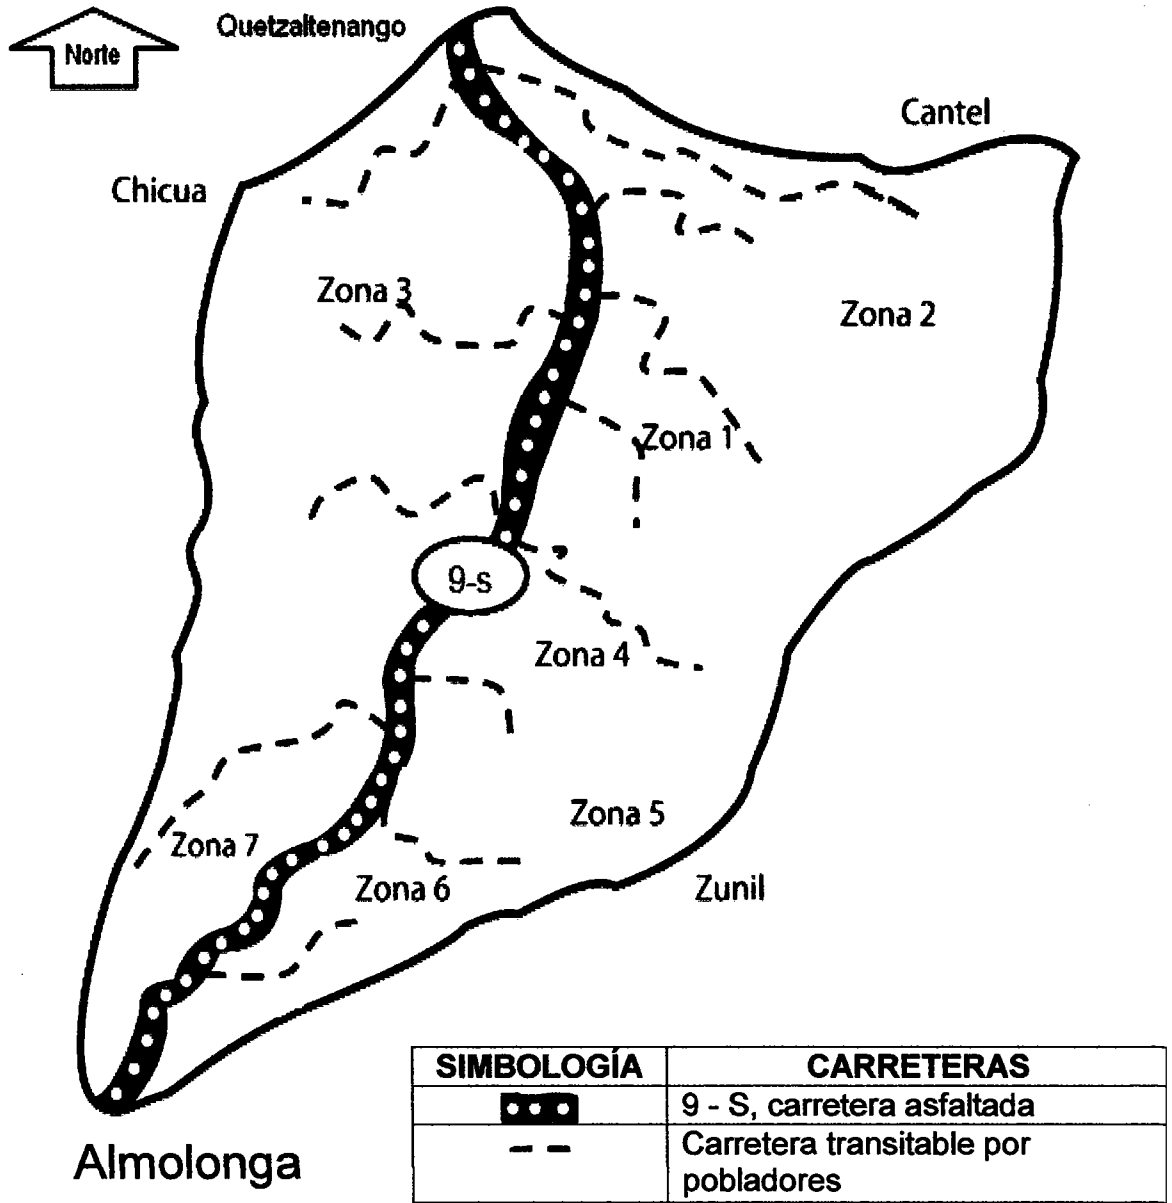 Quetzaltenango
Norte
Cantel
Chicua
Zona 3
Zona 2
Zona 1
9-s
Zona 4
Zona 5
Zona 7
Zona 6
Zunil
SIMBOLOGÍA CARRETERAS
9 - S, carretera asfaltada
Carretera transitable por
pobladores
Almolonga